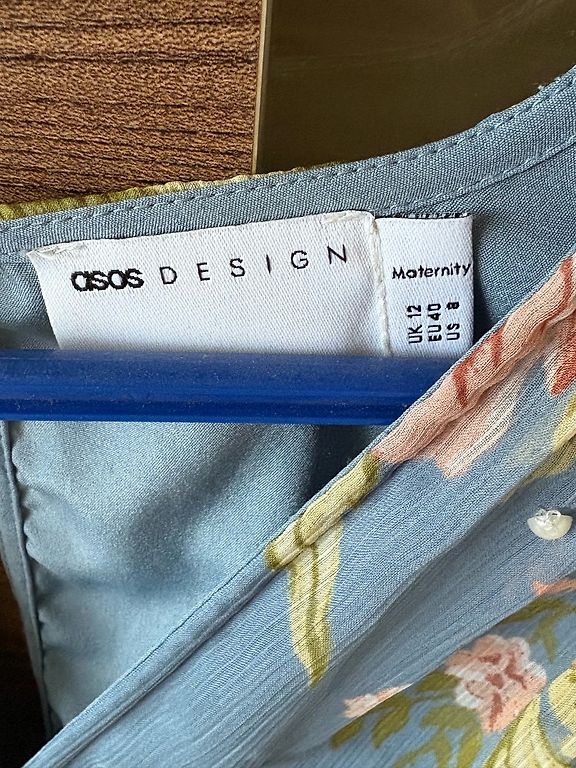 asos DESIGN
Maternity
UK 12
EU 40
US 8